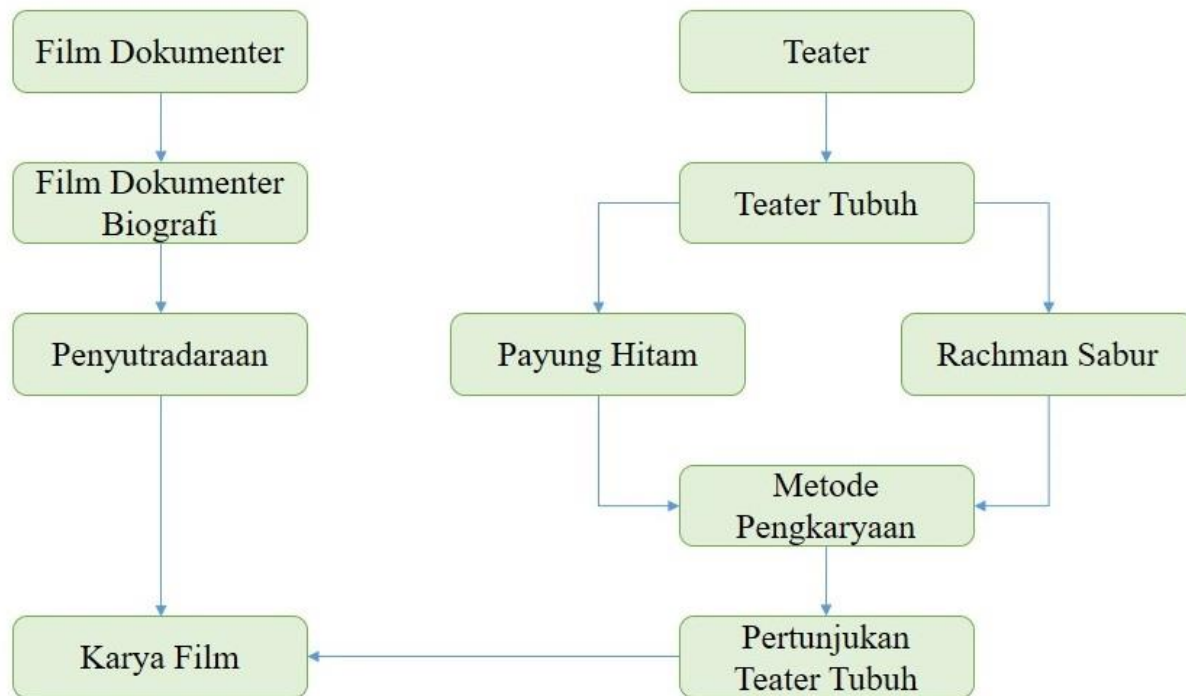 Film Dokumenter
Teater
Film Dokumenter
Biografi
Teater Tubuh
Penyutradaraan
Payung Hitam
Rachman Sabur
Metode
Pengkaryaan
Karya Film
Pertunjukan
Teater Tubuh